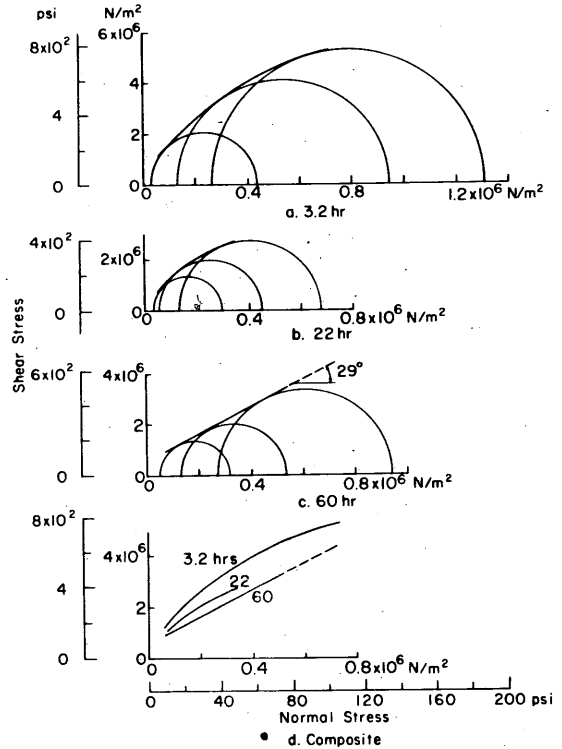 psi N/m²
8x10² 6x10⁶
4 4
2
0 0
0 0.4 1.2x10⁶ N/m²
a. 3.2 hr
4x10² 2x10⁶
0 0
0 0.4 0.8x10⁶ N/m²
b. 22 hr
Shear Stress
6x10² 4x10⁶
29°
2
0 0
0 0.4 0.8x10⁶ N/m²
c. 60 hr
8x10² 4x10⁶
3.2 hrs
4 22
2 60
0
0 0.4 0.8x10⁶ N/m²
0 40 80 120 160 200 psi
Normal Stress
d. Composite